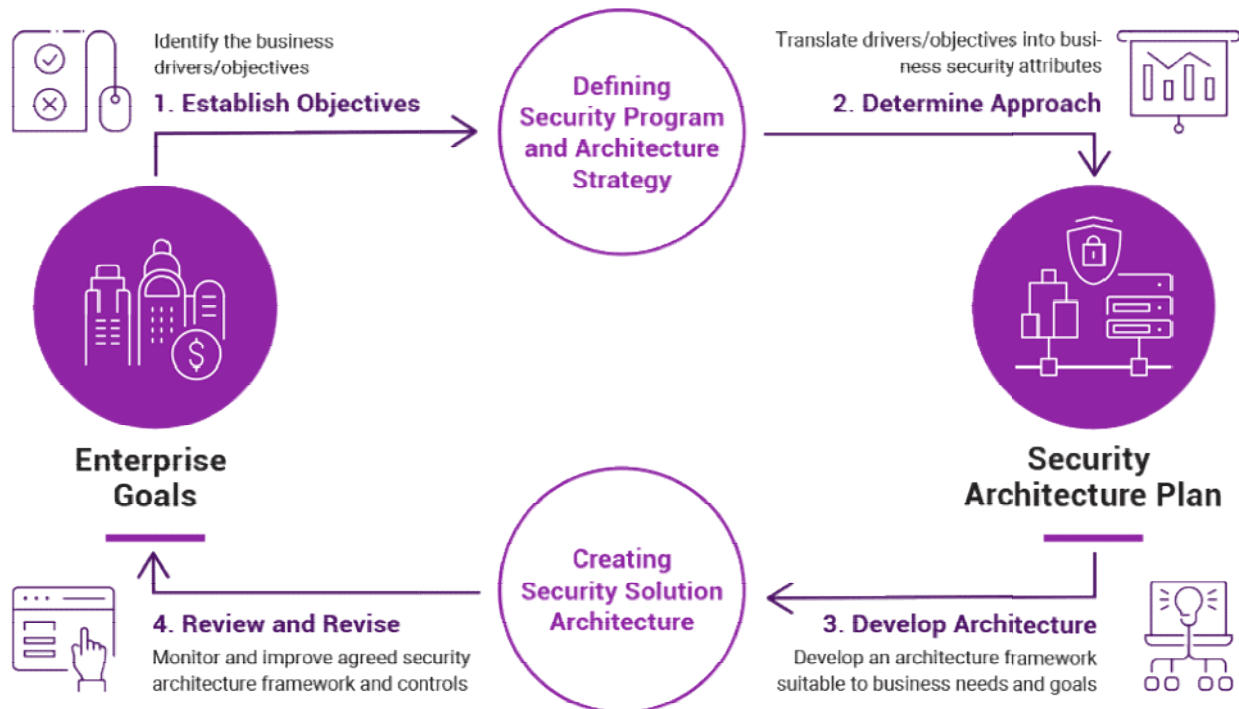 Identify the business
drivers/objectives
1. Establish Objectives
Defining
Security Program
and Architecture
Strategy
Translate drivers/objectives into busi-
ness security attributes
2. Determine Approach
$
Enterprise
Goals
Security
Architecture Plan
Creating
Security Solution
Architecture
3. Develop Architecture
Develop an architecture framework
suitable to business needs and goals
4. Review and Revise
Monitor and improve agreed security
architecture framework and controls